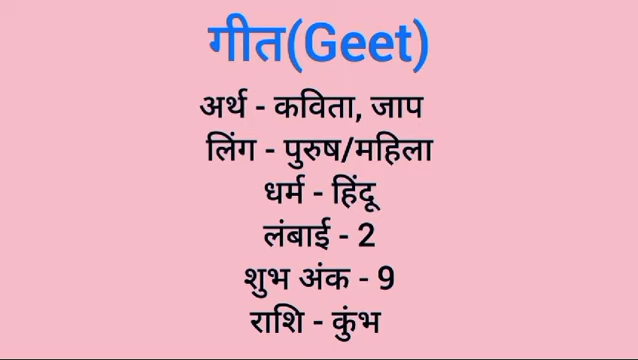 गीत(Geet)
अर्थ - कविता, जाप
लिंग - पुरुष/महिला
धर्म - हिंदू
लंबाई - 2
शुभ अंक - 9
राशि - कुंभ